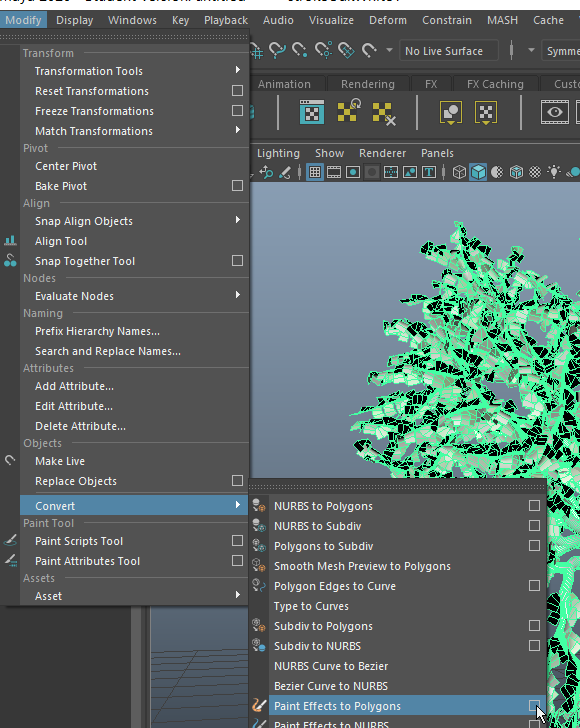 Modify Display Windows Key Playback Audio Visualize Deform Constrain MASH Cache
Transform
Transformation Tools
Reset Transformations
Freeze Transformations
Match Transformations
Pivot
Center Pivot
Bake Pivot
Align
Snap Align Objects
Align Tool
Snap Together Tool
Nodes
Evaluate Nodes
Naming
Prefix Hierarchy Names...
Search and Replace Names...
Attributes
Add Attribute...
Edit Attribute...
Delete Attribute...
Objects
Make Live
Replace Objects
Convert
Paint Tool
Paint Scripts Tool
Paint Attributes Tool
Assets
Asset
No Live Surface
Symme
Animation Rendering FX FX Caching Custo
Lighting Show Renderer Panels
NURBS to Polygons
NURBS to Subdiv
Polygons to Subdiv
Smooth Mesh Preview to Polygons
Polygon Edges to Curve
Type to Curves
Subdiv to Polygons
Subdiv to NURBS
NURBS Curve to Bezier
Bezier Curve to NURBS
Paint Effects to Polygons
Paint Effects to NURBS